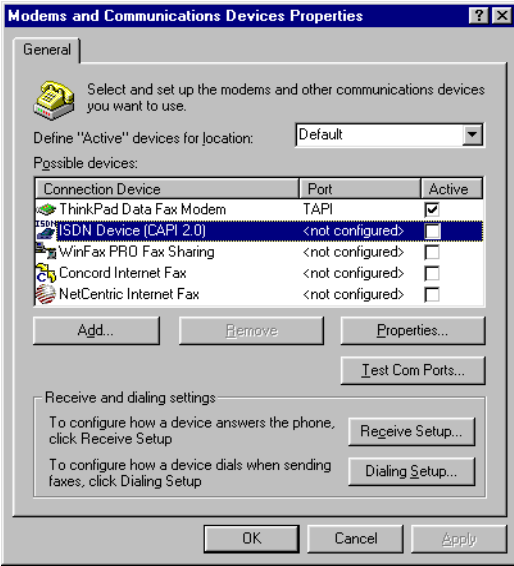 Modems and Communications Devices Properties
General
Select and set up the modems and other communications devices
you want to use.
Define "Active" devices for location: Default
Possible devices:
Connection Device Port Active
ThinkPad Data Fax Modem TAPI
ISDN ISDN Device (CAPI 2.0) <not configured>
WinFax PRO Fax Sharing <not configured>
Concord Internet Fax <not configured>
NetCentric Internet Fax <not configured>
Add... Remove Properties...
Test Com Ports...
Receive and dialing settings
To configure how a device answers the phone,
click Receive Setup
Receive Setup...
To configure how a device dials when sending
faxes, click Dialing Setup
Dialing Setup...
OK Cancel Apply